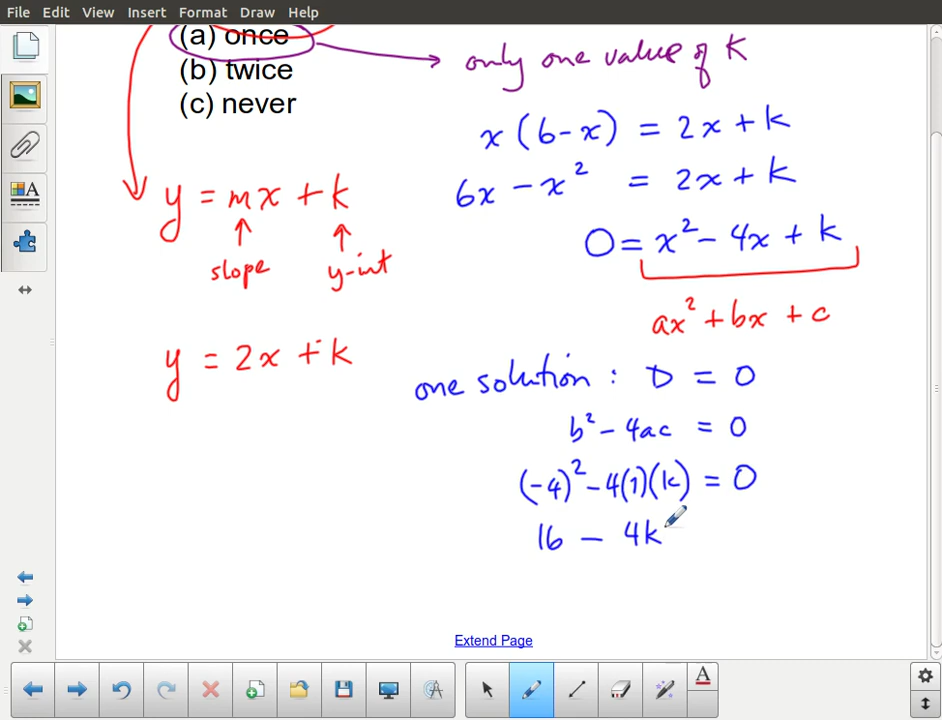 File Edit View Insert Format Draw Help
(a) once
(b) twice
(c) never
only one value of k
x(6-x) = 2x + k
6x - x² = 2x + k
0 = x² - 4x + k
ax² + bx + c
y = mx + k
slope y-int
y = 2x + k
one solution : D = 0
b² - 4ac = 0
(-4)² - 4(1)(k) = 0
16 - 4k
Extend Page
A